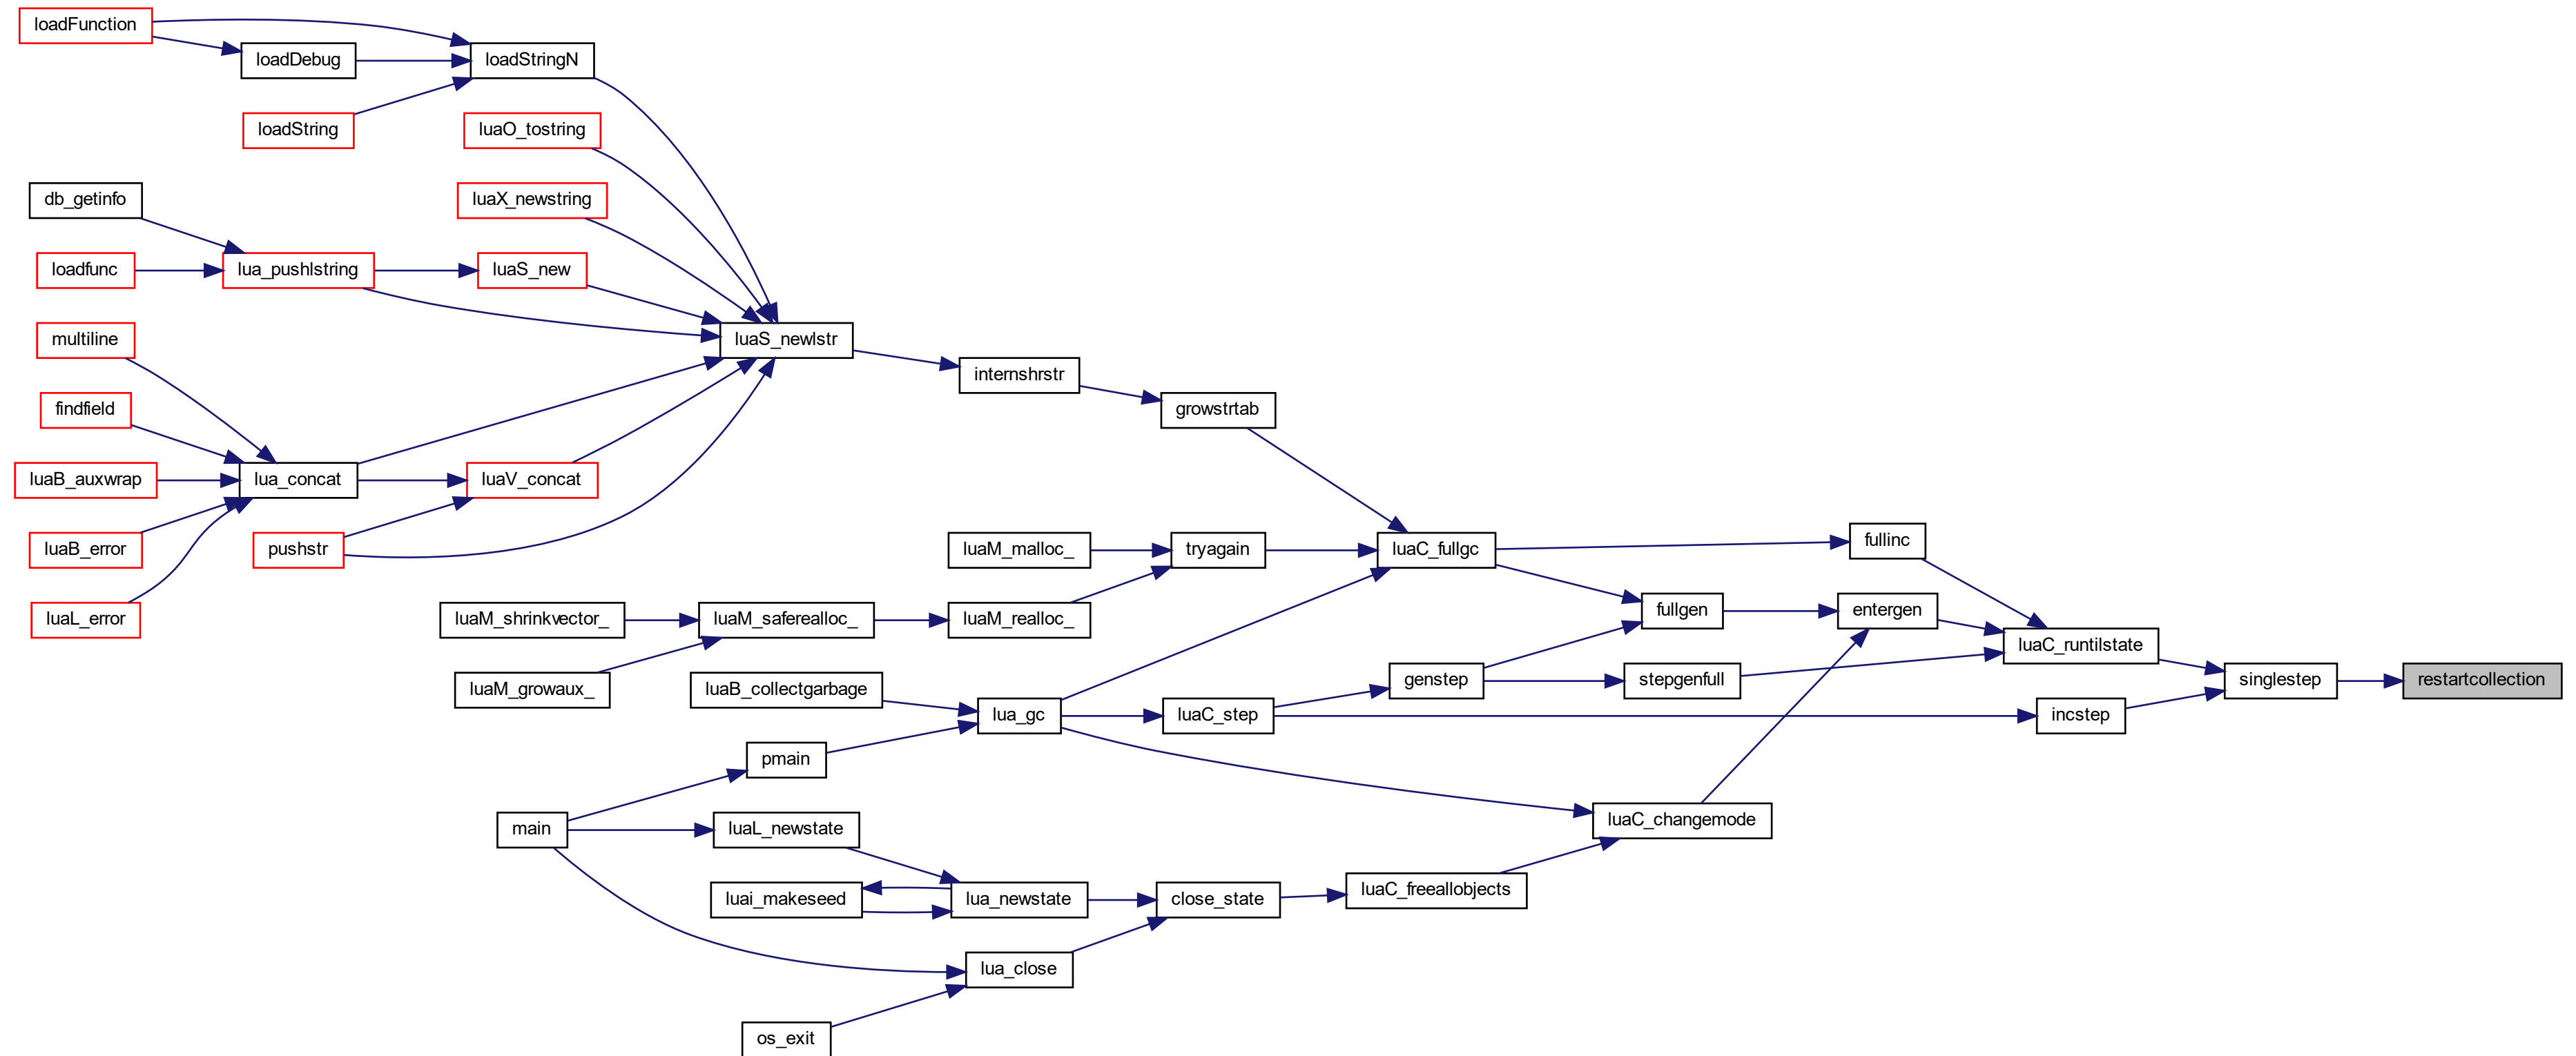 loadFunction
loadDebug
loadStringN
loadString
luaO_tostring
db_getinfo
luaX_newstring
loadfunc
lua_pushlstring
luaS_new
multiline
luaS_newlstr
internshrstr
findfield
growstrtab
luaB_auxwrap
lua_concat
luaV_concat
luaB_error
pushstr
luaM_malloc_
tryagain
luaC_fullgc
fullinc
luaL_error
luaM_shrinkvector_
luaM_saferealloc_
luaM_realloc_
fullgen
entergen
luaC_runtilstate
luaM_growaux_
luaB_collectgarbage
genstep
stepgenfull
singlestep
restartcollection
lua_gc
luaC_step
incstep
pmain
main
luaL_newstate
luaC_changemode
luai_makeseed
lua_newstate
close_state
luaC_freeallobjects
lua_close
os_exit